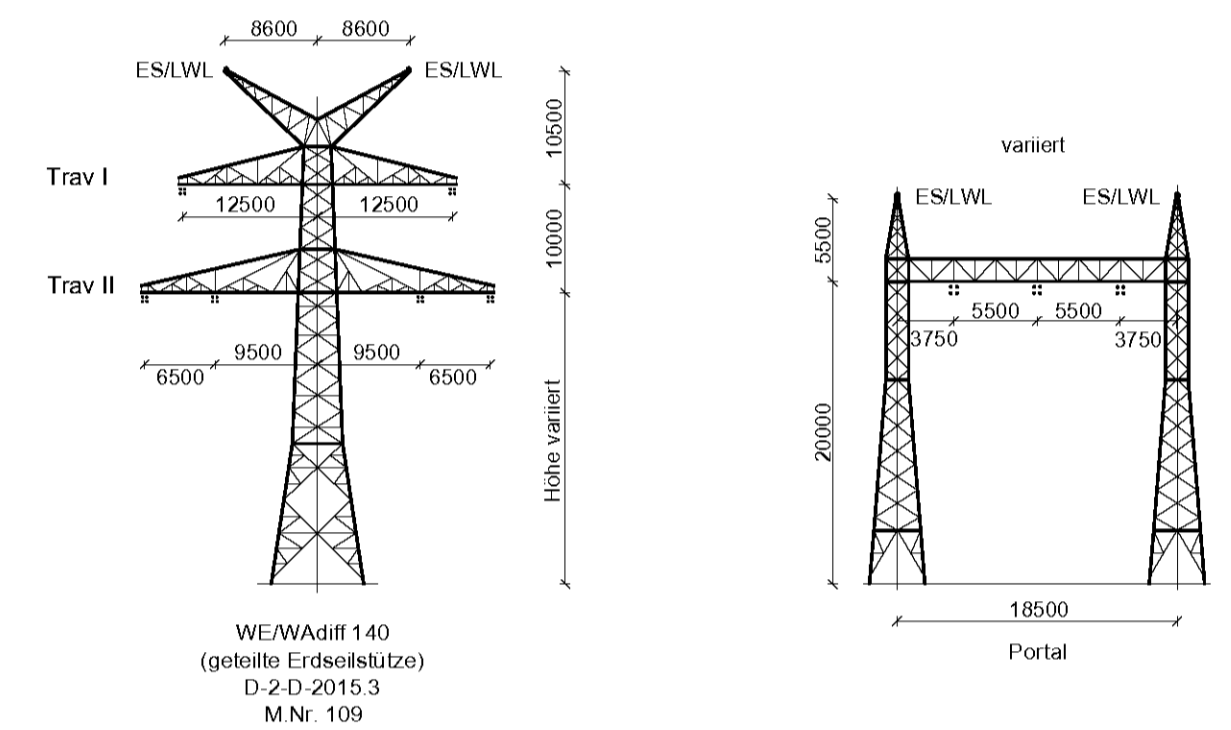 8600 8600
ES/LWL ES/LWL
10500
Trav I
12500 12500
10000
Trav II
9500 9500
6500 6500
Höhe variiert
WE/WAdiff 140
(geteilte Erdseilstütze)
D-2-D-2015.3
M.Nr. 109
variiert
ES/LWL ES/LWL
5500
5500 5500
3750 3750
20000
18500
Portal